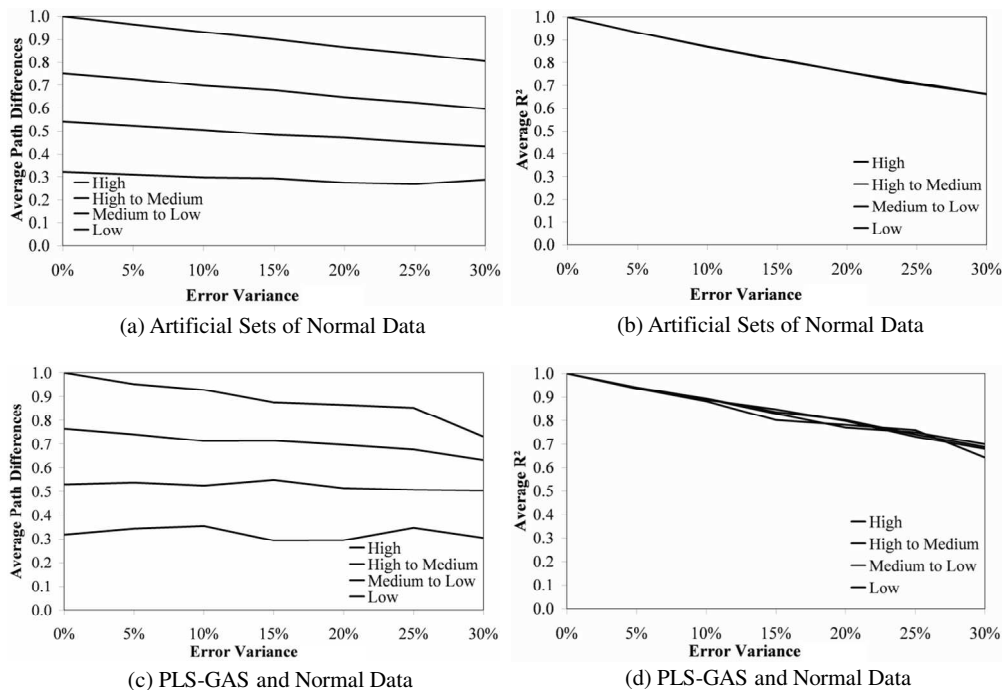 Average Path Differences
1.0
0.9
0.8
0.7
0.6
0.5
0.4
0.3
0.2
0.1
0.0
High
High to Medium
Medium to Low
Low
0% 5% 10% 15% 20% 25% 30%
Error Variance
(a) Artificial Sets of Normal Data
Average R²
1.0
0.9
0.8
0.7
0.6
0.5
0.4
0.3
0.2
0.1
0.0
High
High to Medium
Medium to Low
Low
0% 5% 10% 15% 20% 25% 30%
Error Variance
(b) Artificial Sets of Normal Data
Average Path Differences
1.0
0.9
0.8
0.7
0.6
0.5
0.4
0.3
0.2
0.1
0.0
High
High to Medium
Medium to Low
Low
0% 5% 10% 15% 20% 25% 30%
Error Variance
(c) PLS-GAS and Normal Data
Average R²
1.0
0.9
0.8
0.7
0.6
0.5
0.4
0.3
0.2
0.1
0.0
High
High to Medium
Medium to Low
Low
0% 5% 10% 15% 20% 25% 30%
Error Variance
(d) PLS-GAS and Normal Data